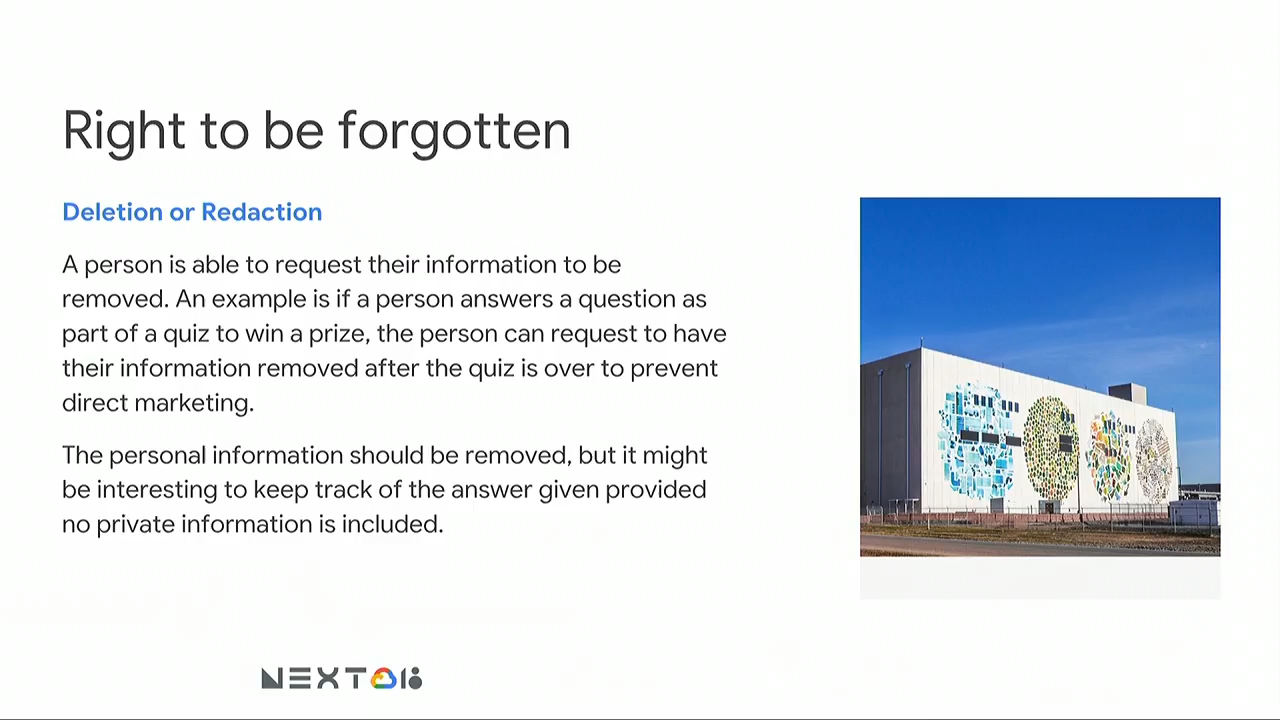 Right to be forgotten
Deletion or Redaction
A person is able to request their information to be
removed. An example is if a person answers a question as
part of a quiz to win a prize, the person can request to have
their information removed after the quiz is over to prevent
direct marketing.
The personal information should be removed, but it might
be interesting to keep track of the answer given provided
no private information is included.
NEXT 18